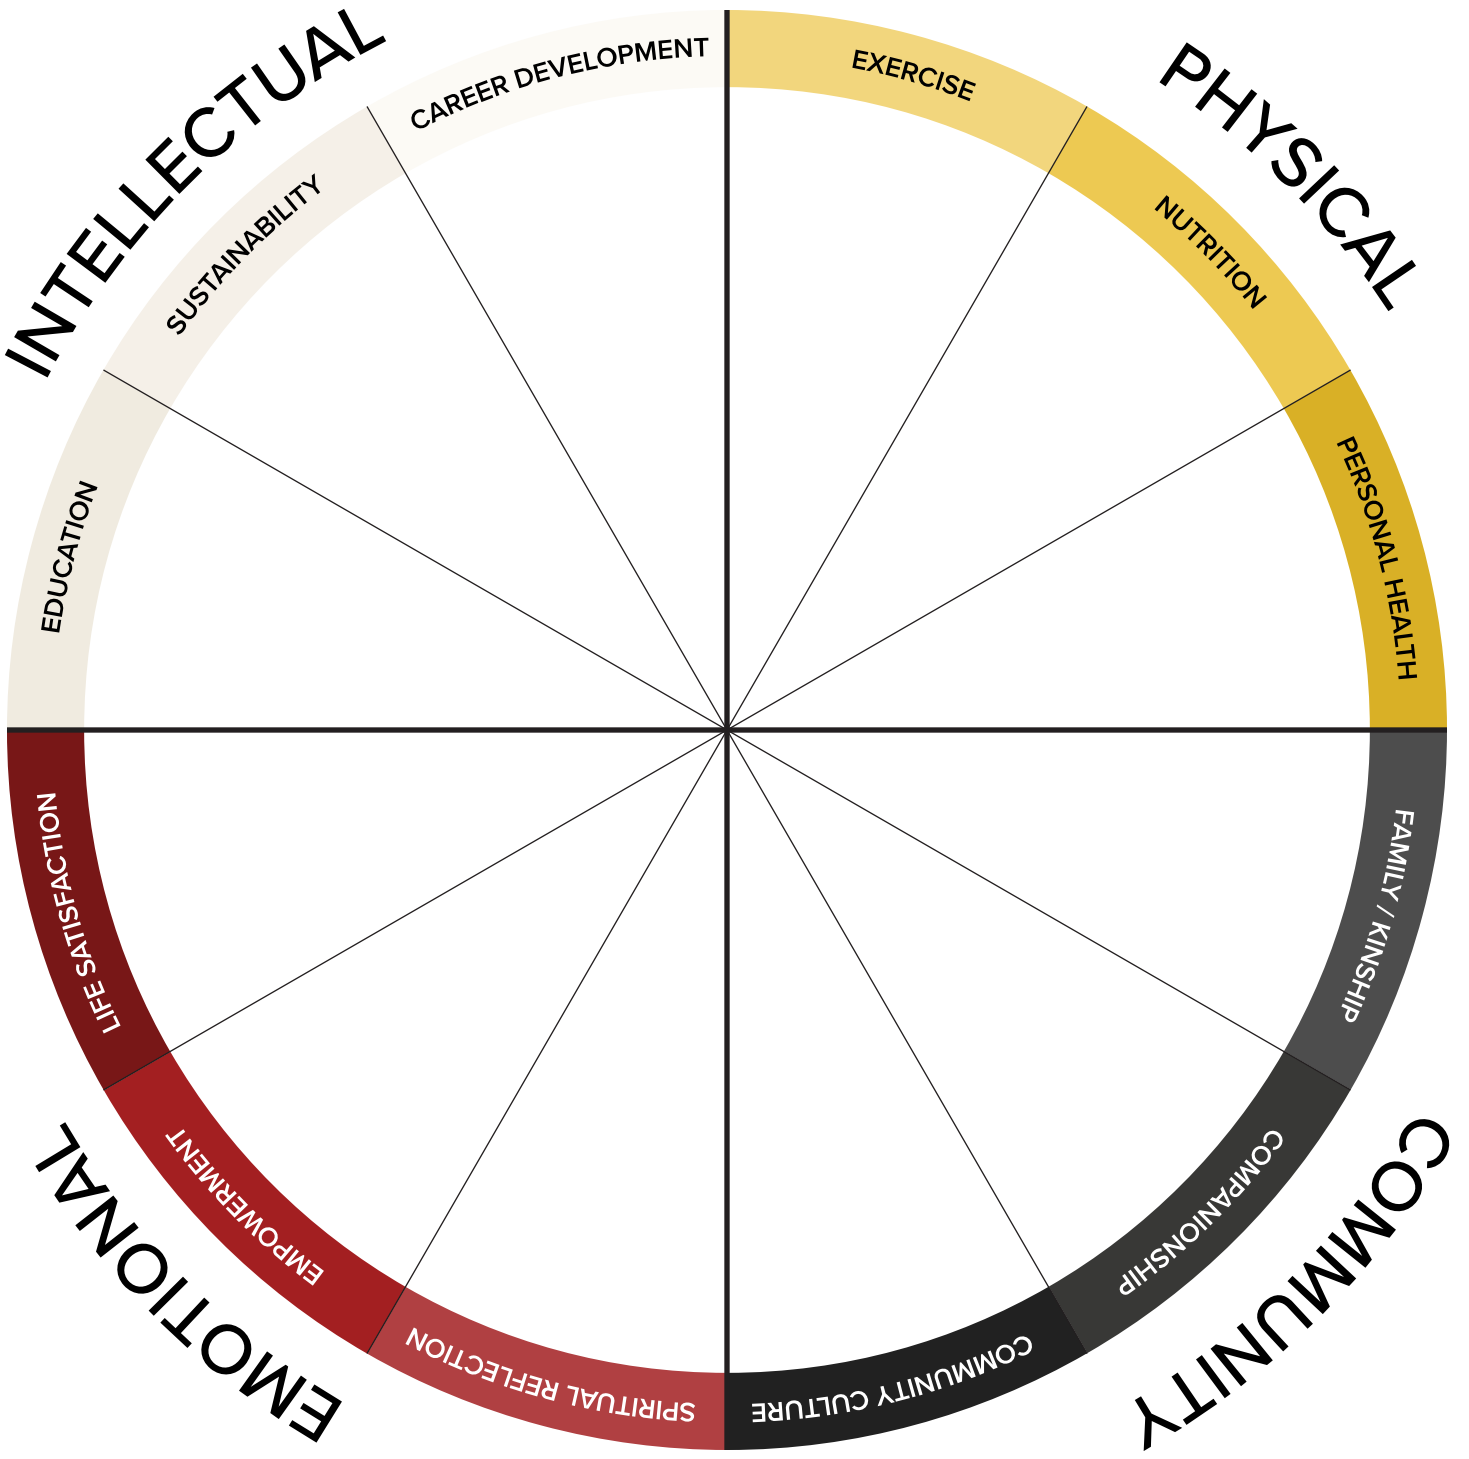 PHYSICAL
EXERCISE
NUTRITION
PERSONAL HEALTH
COMMUNITY
FAMILY / KINSHIP
COMPANIONSHIP
COMMUNITY CULTURE
EMOTIONAL
SPIRITUAL REFLECTION
EMPOWERMENT
LIFE SATISFACTION
INTELLECTUAL
EDUCATION
SUSTAINABILITY
CAREER DEVELOPMENT